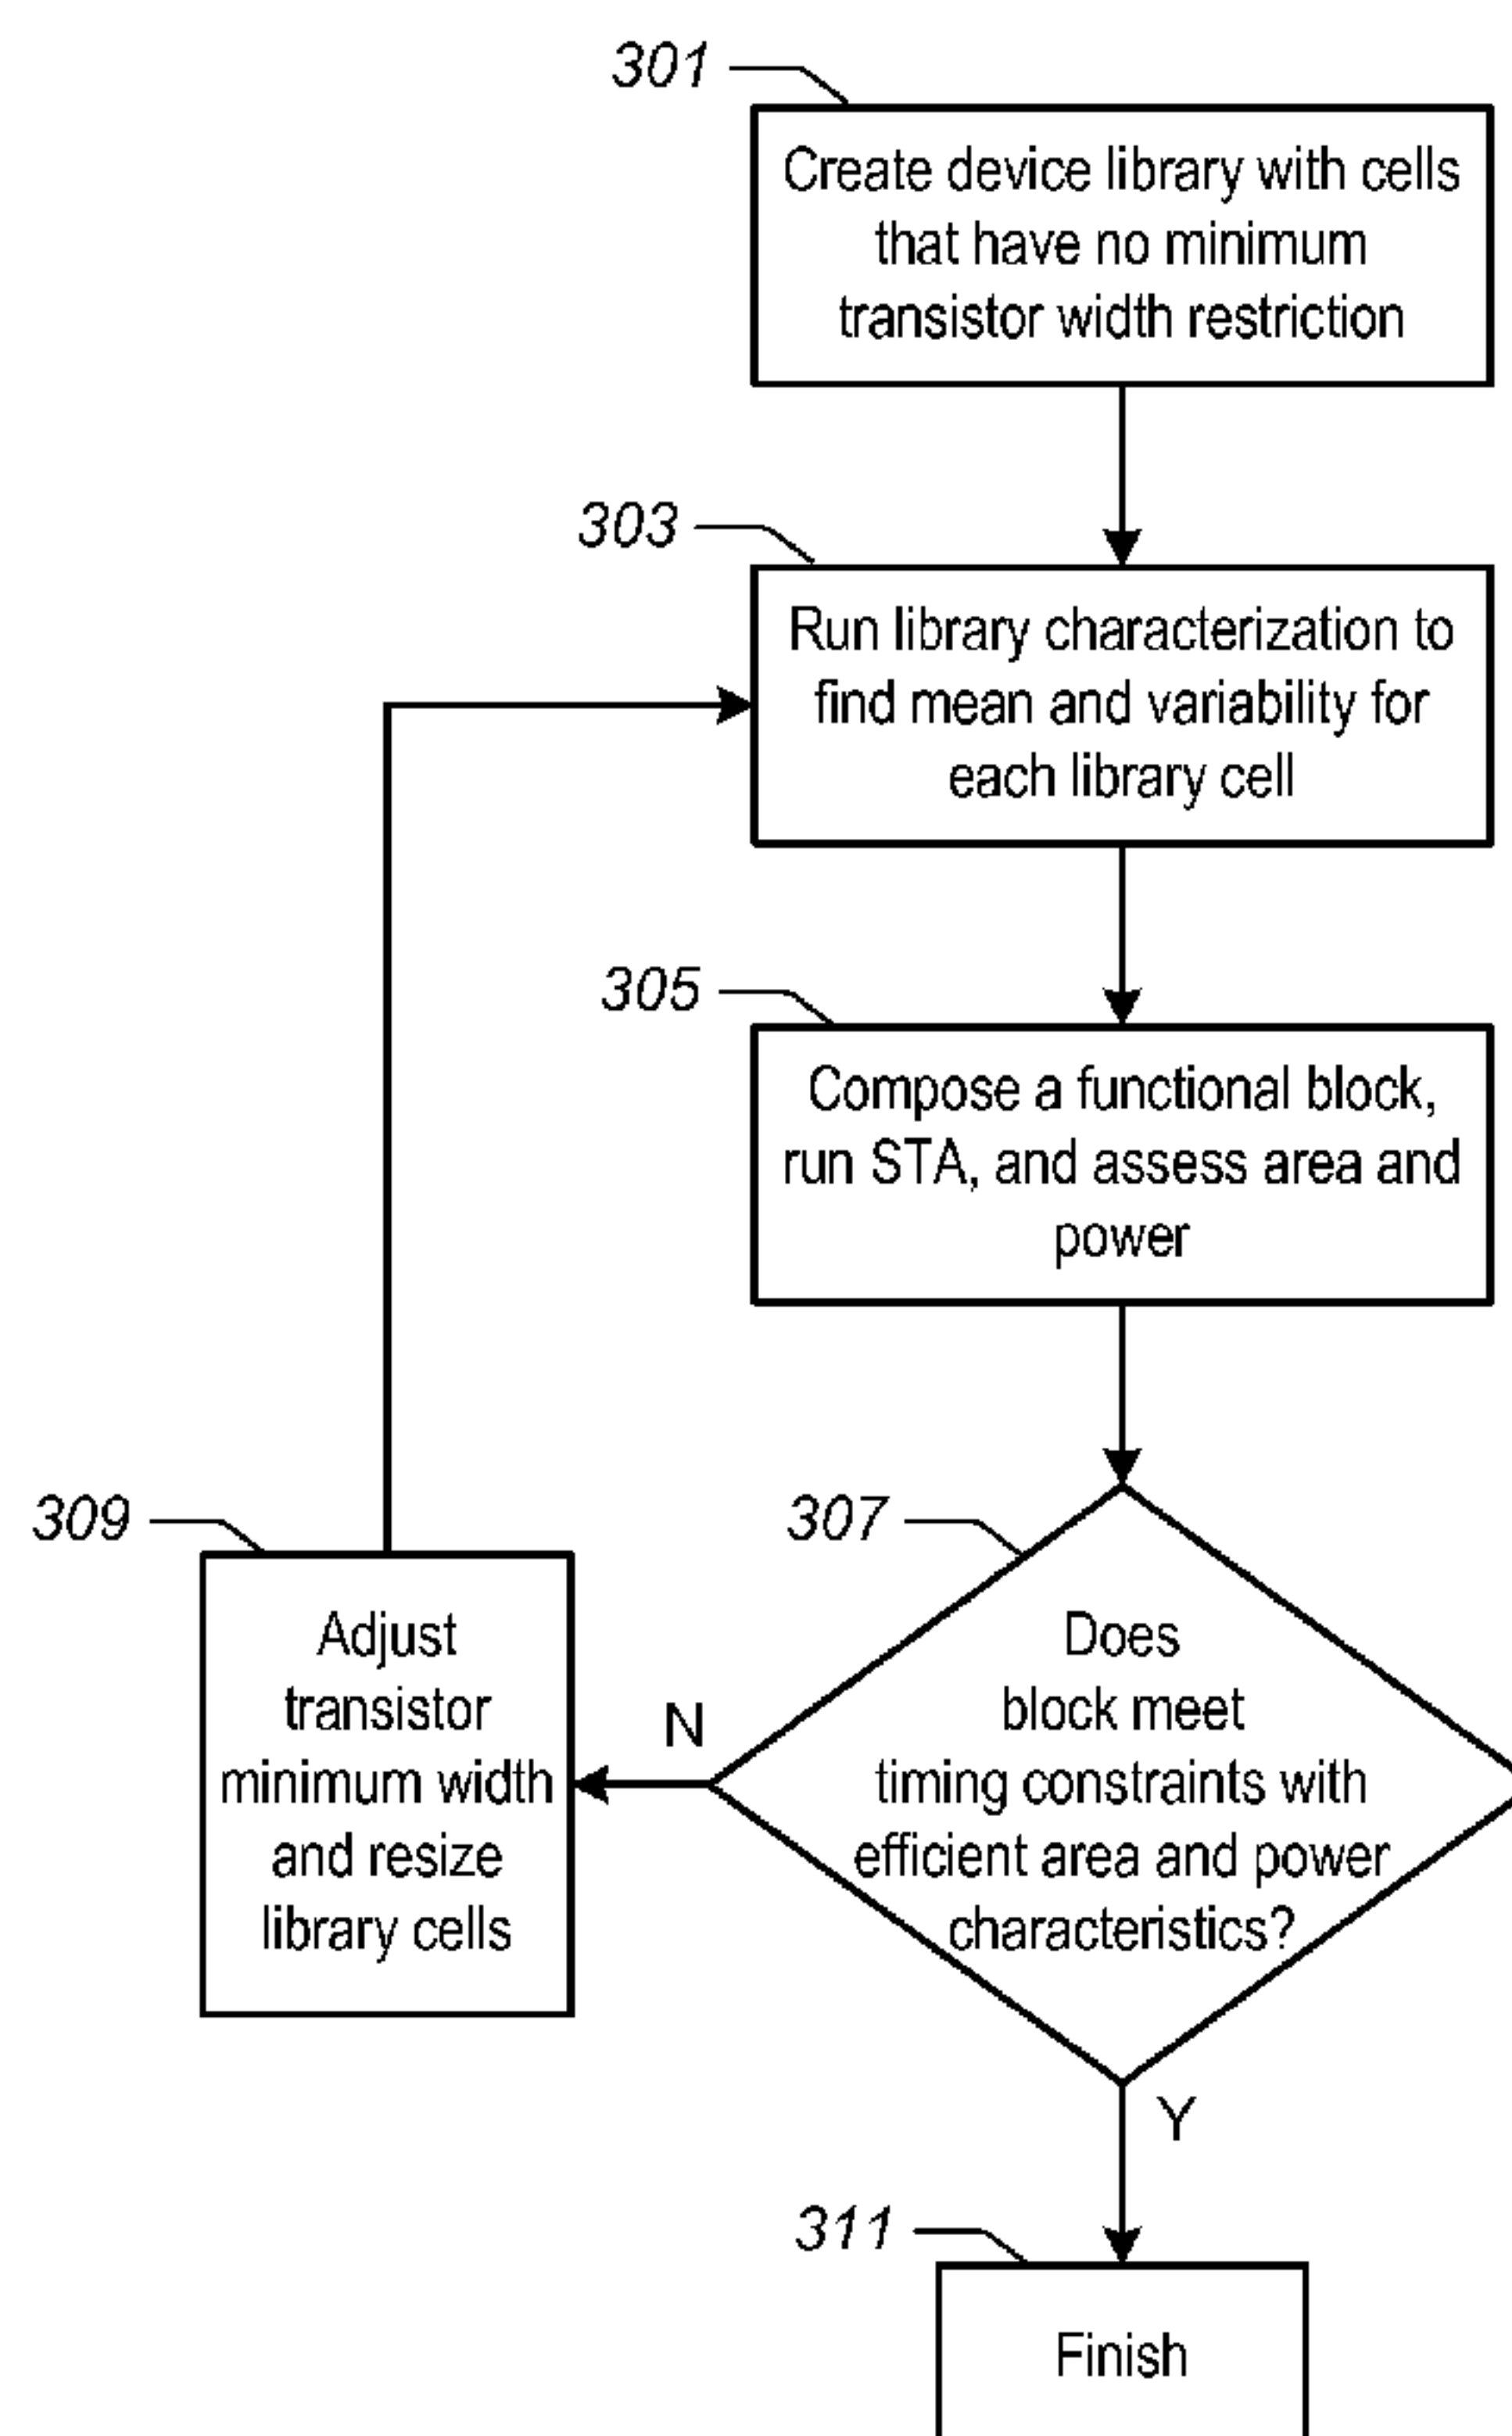 301
Create device library with cells
that have no minimum
transistor width restriction
303
Run library characterization to
find mean and variability for
each library cell
305
Compose a functional block,
run STA, and assess area and
power
307
Does
block meet
timing constraints with
efficient area and power
characteristics?
N
309
Adjust
transistor
minimum width
and resize
library cells
Y
311
Finish